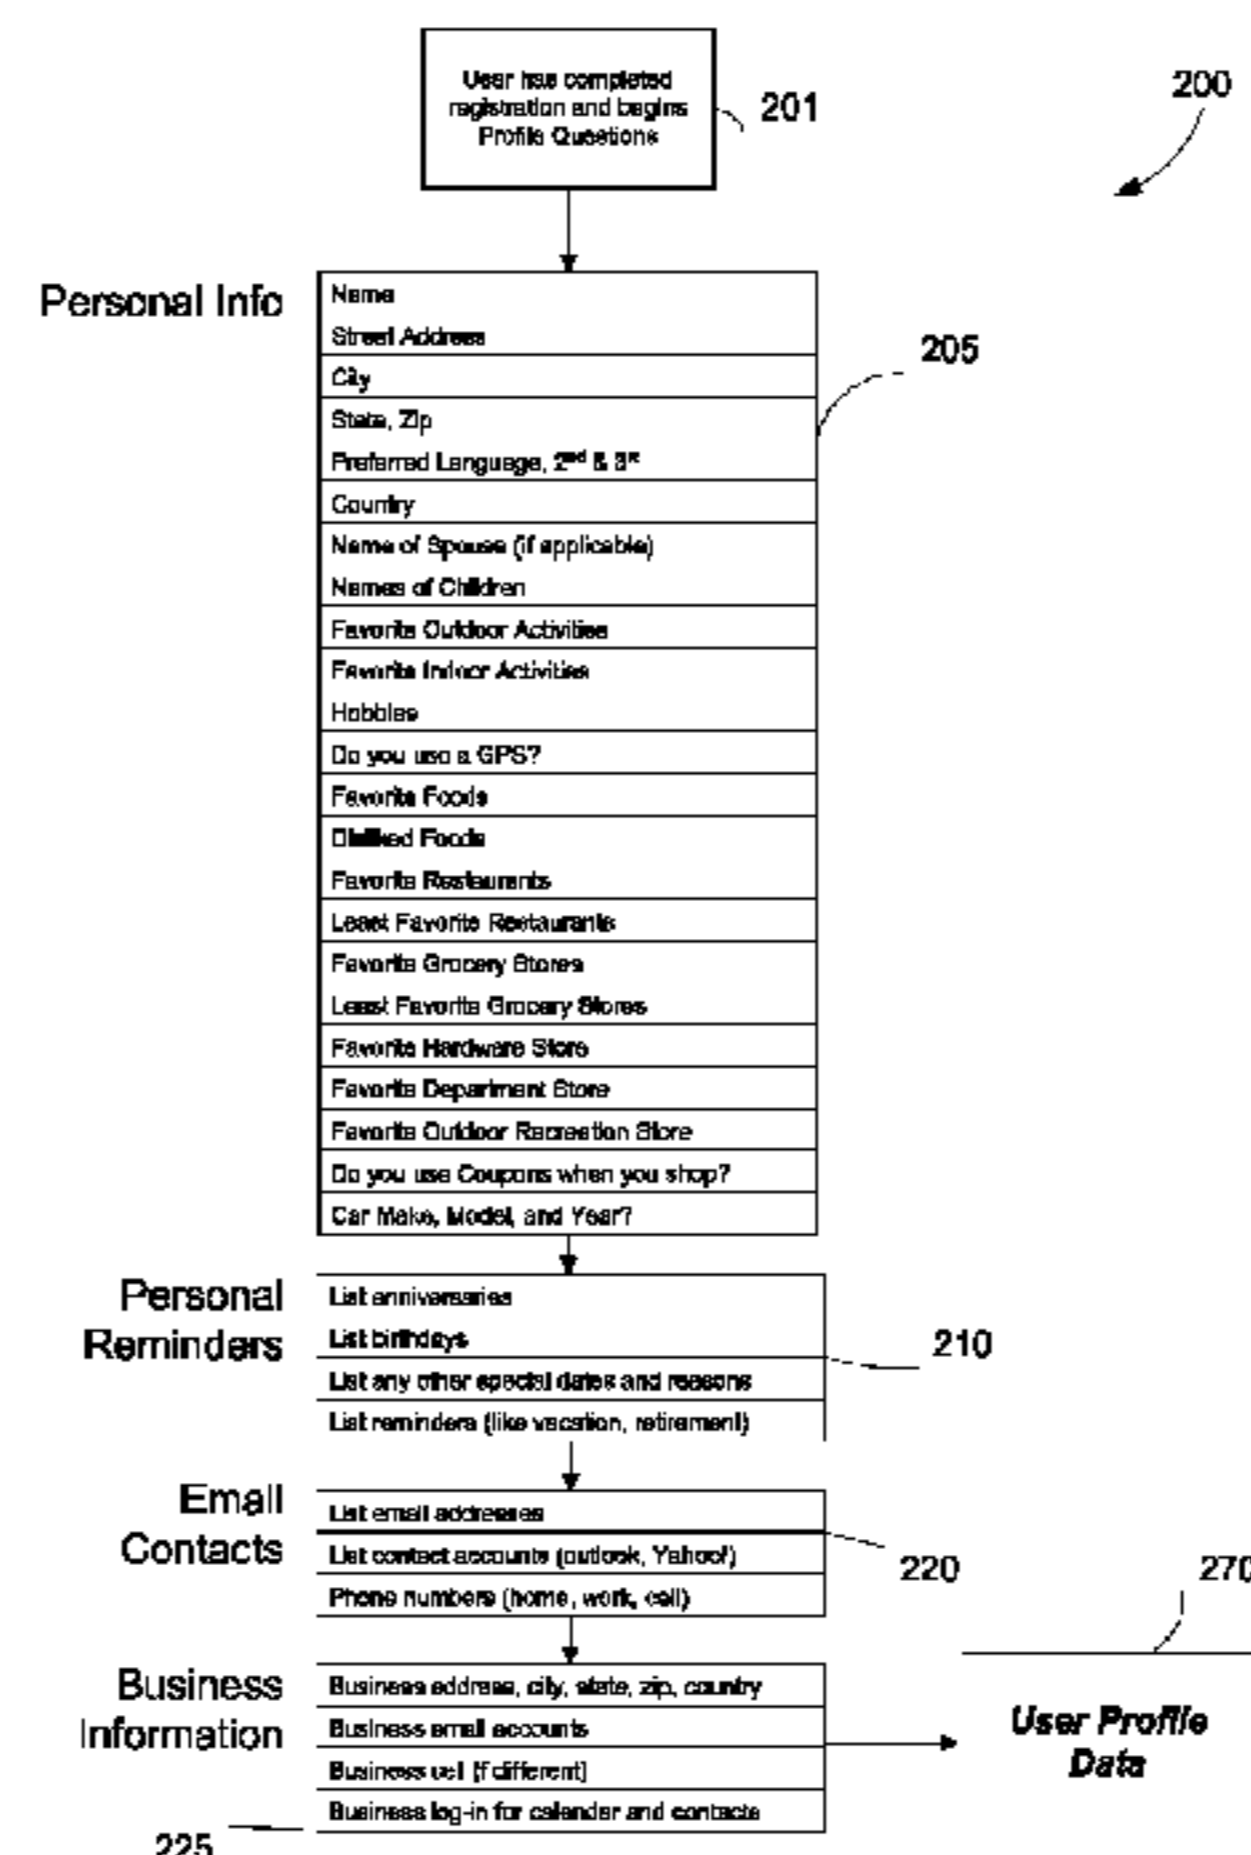 User has completed
registration and begins
Profile Questions
201
200
Personal Info
Name
Street Address
205
City
State, Zip
Preferred Language, 2nd & 3rd
Country
Name of Spouse (if applicable)
Names of Children
Favorite Outdoor Activities
Favorite Indoor Activities
Hobbies
Do you use a GPS?
Favorite Foods
Disliked Foods
Favorite Restaurants
Least Favorite Restaurants
Favorite Grocery Stores
Least Favorite Grocery Stores
Favorite Hardware Store
Favorite Department Store
Favorite Outdoor Recreation Store
Do you use Coupons when you shop?
Car Make, Model, and Year?
Personal
Reminders
List anniversaries
List birthdays
210
List any other special dates and reasons
List reminders (like vacation, retirement)
Email
Contacts
List email addresses
List contact accounts (outlook, Yahoo!)
Phone numbers (home, work, cell)
220
270
Business
Information
Business address, city, state, zip, country
Business email accounts
Business cell (if different)
Business log-in for calender and contacts
User Profile
Data
225